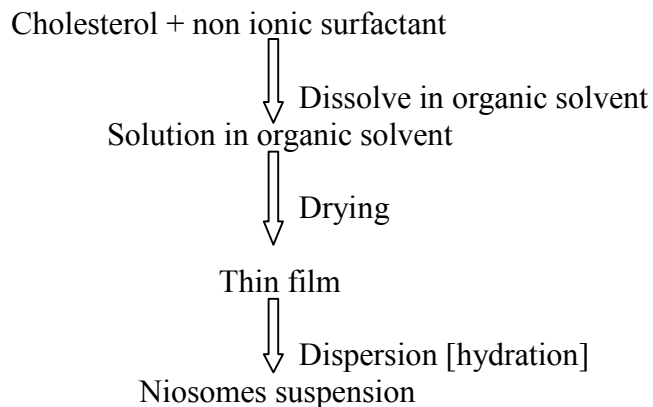 Cholesterol + non ionic surfactant
Dissolve in organic solvent
Solution in organic solvent
Drying
Thin film
Dispersion [hydration]
Niosomes suspension